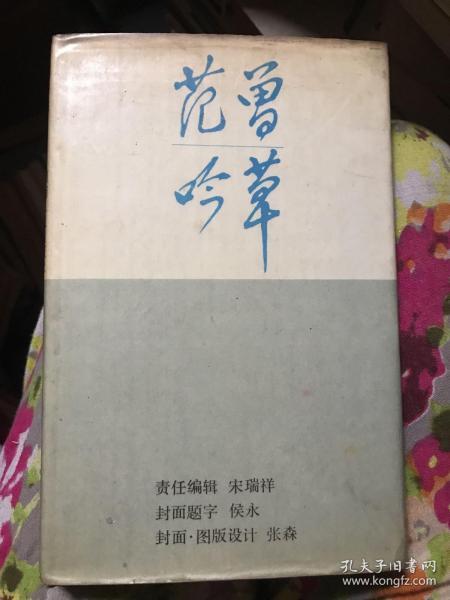 范曾
吟草
责任编辑 宋瑞祥
封面题字 侯永
封面·图版设计 张森
孔夫子旧书网
www.kongfz.com